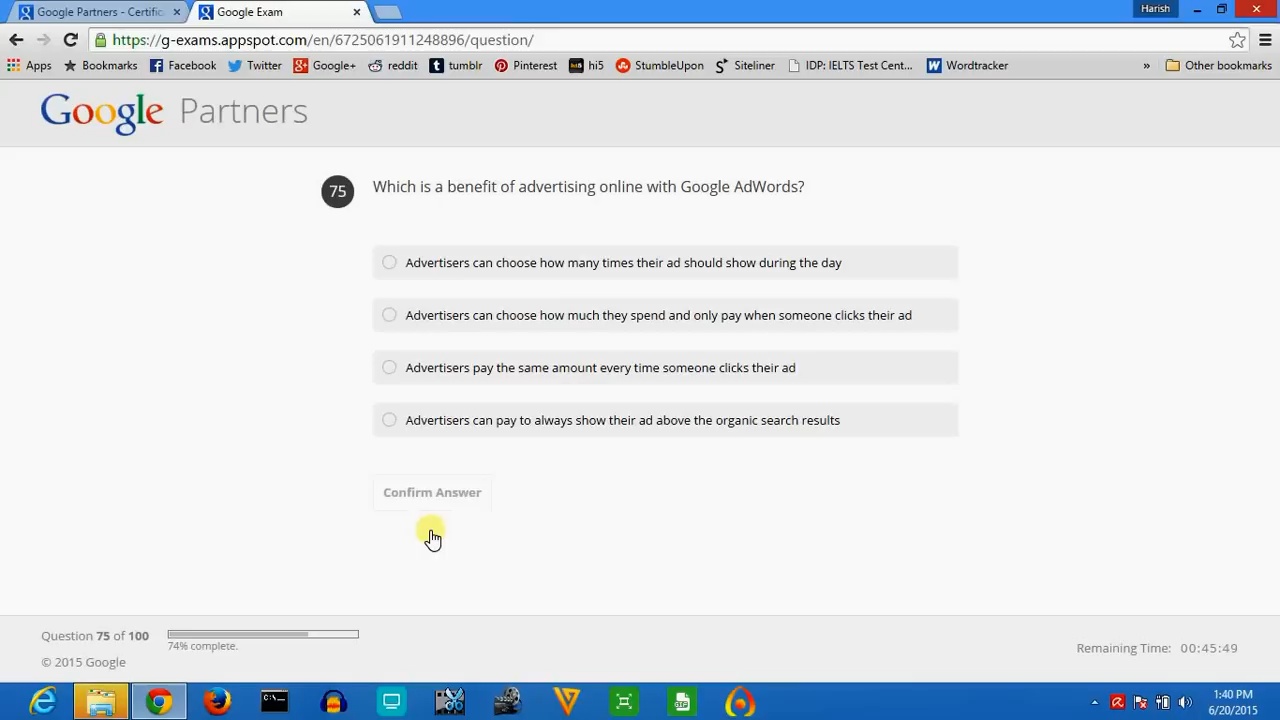 Google Partners - Certific
Google Exam
Harish
https://g-exams.appspot.com/en/6725061911248896/question/
Apps
Bookmarks
Facebook
Twitter
Google+
reddit
tumblr
Pinterest
hi5
StumbleUpon
Siteliner
IDP: IELTS Test Cent...
Wordtracker
»
Other bookmarks
Google Partners
75
Which is a benefit of advertising online with Google AdWords?
Advertisers can choose how many times their ad should show during the day
Advertisers can choose how much they spend and only pay when someone clicks their ad
Advertisers pay the same amount every time someone clicks their ad
Advertisers can pay to always show their ad above the organic search results
Confirm Answer
Question 75 of 100
74% complete.
Remaining Time: 00:45:49
© 2015 Google
1:40 PM
6/20/2015